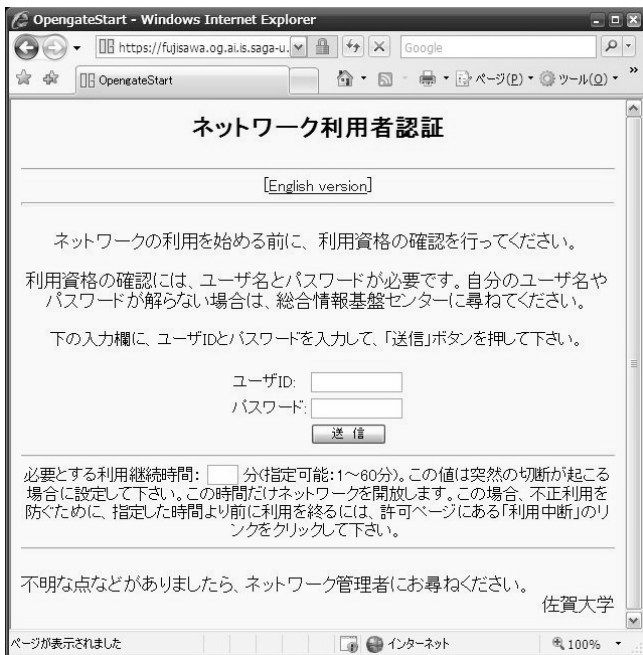 OpengateStart - Windows Internet Explorer
https://fujisawa.og.ai.is.saga-u.
Google
OpengateStart
ページ(P)
ツール(O)
ネットワーク利用者認証
[English version]
ネットワークの利用を始める前に、利用資格の確認を行ってください。
利用資格の確認には、ユーザ名とパスワードが必要です。自分のユーザ名や
パスワードが解らない場合は、総合情報基盤センターに尋ねてください。
下の入力欄に、ユーザIDとパスワードを入力して、「送信」ボタンを押して下さい。
ユーザID:
パスワード:
送 信
必要とする利用継続時間: 分(指定可能:1~60分)。この値は突然の切断が起こる
場合に設定して下さい。この時間だけネットワークを開放します。この場合、不正利用を
防ぐために、指定した時間より前に利用を終るには、許可ページにある「利用中断」のリ
ンクをクリックして下さい。
不明な点などがありましたら、ネットワーク管理者にお尋ねください。
佐賀大学
ページが表示されました
インターネット
100%